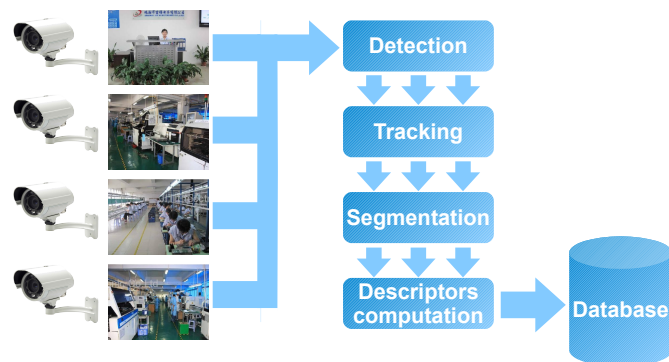 Detection
Tracking
Segmentation
Descriptors
computation
Database